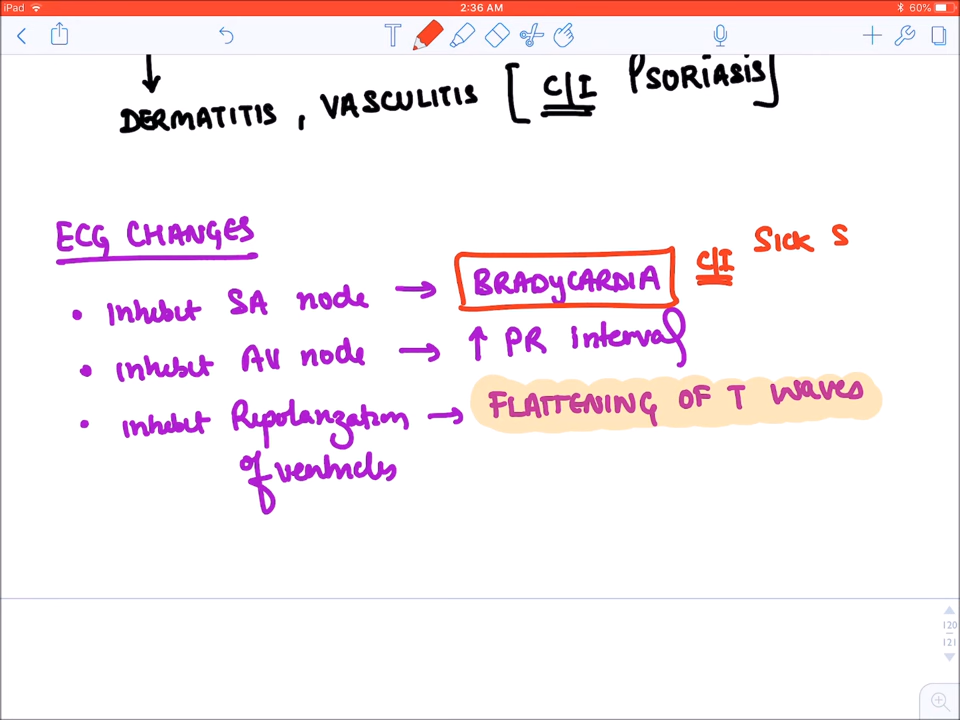 iPad 2:36 AM 60%
T
DERMATITIS, VASCULITIS [C/I PSORIASIS]
ECG CHANGES
• Inhibit SA node → BRADYCARDIA C/I Sick S
• Inhibit AV node → ↑ PR interval
• Inhibit Repolarization → FLATTENING OF T waves
of ventricles
120
121